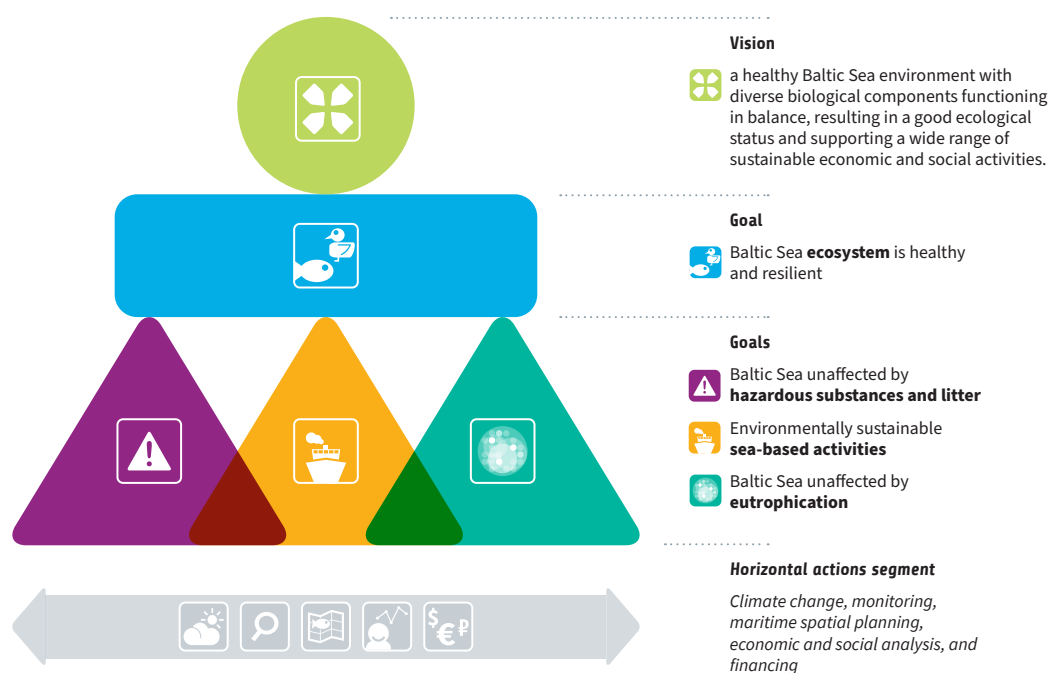 Vision
a healthy Baltic Sea environment with
diverse biological components functioning
in balance, resulting in a good ecological
status and supporting a wide range of
sustainable economic and social activities.
Goal
Baltic Sea ecosystem is healthy
and resilient
Goals
Baltic Sea unaffected by
hazardous substances and litter
Environmentally sustainable
sea-based activities
Baltic Sea unaffected by
eutrophication
Horizontal actions segment
Climate change, monitoring,
maritime spatial planning,
economic and social analysis, and
financing
$ € ₽